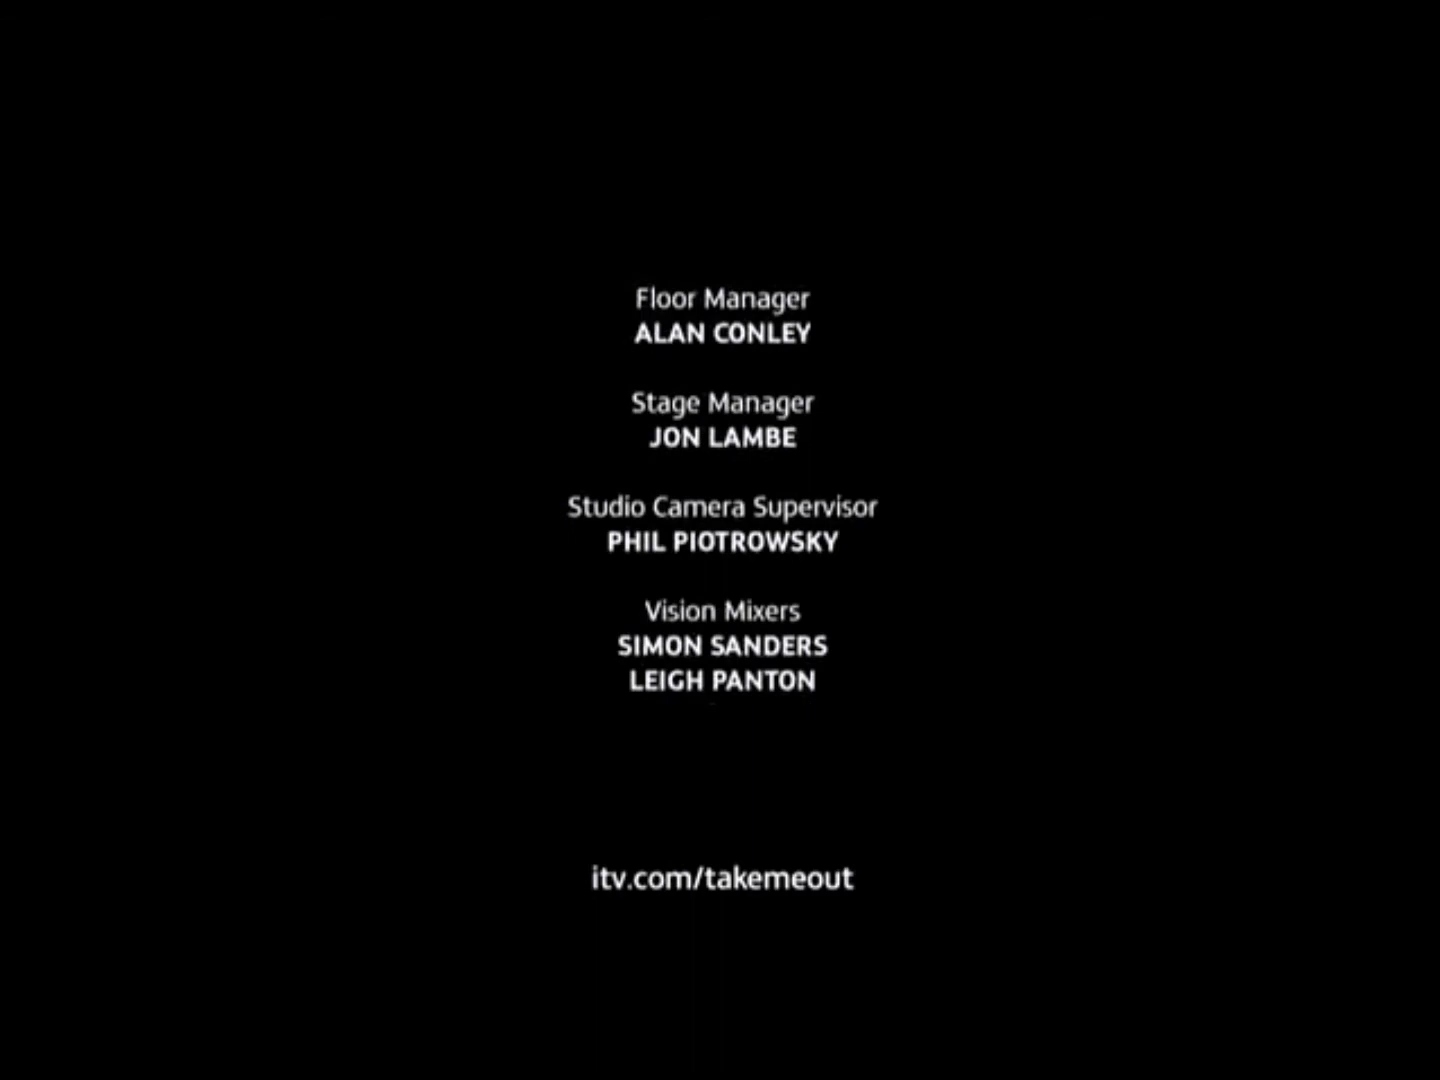 Floor Manager
ALAN CONLEY
Stage Manager
JON LAMBE
Studio Camera Supervisor
PHIL PIOTROWSKY
Vision Mixers
SIMON SANDERS
LEIGH PANTON
itv.com/takemeout